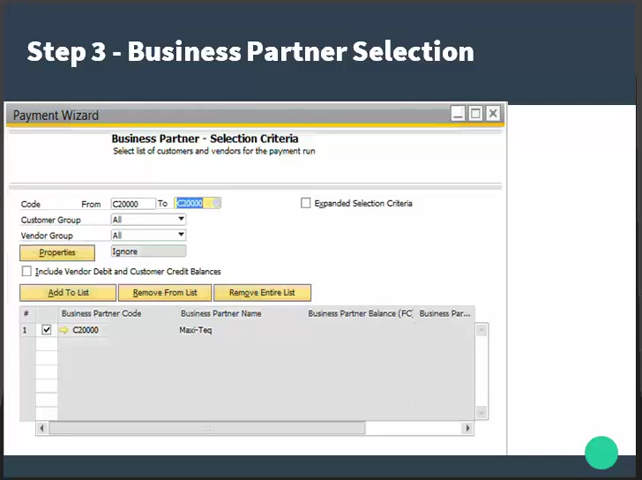 Step 3 - Business Partner Selection
Payment Wizard
Business Partner - Selection Criteria
Select list of customers and vendors for the payment run
Code From C20000 To C20000 Expanded Selection Criteria
Customer Group All
Vendor Group All
Properties Ignore
Include Vendor Debit and Customer Credit Balances
Add To List Remove From List Remove Entire List
# Business Partner Code Business Partner Name Business Partner Balance (FC) Business Par...
1 C20000 Maxi-Teq